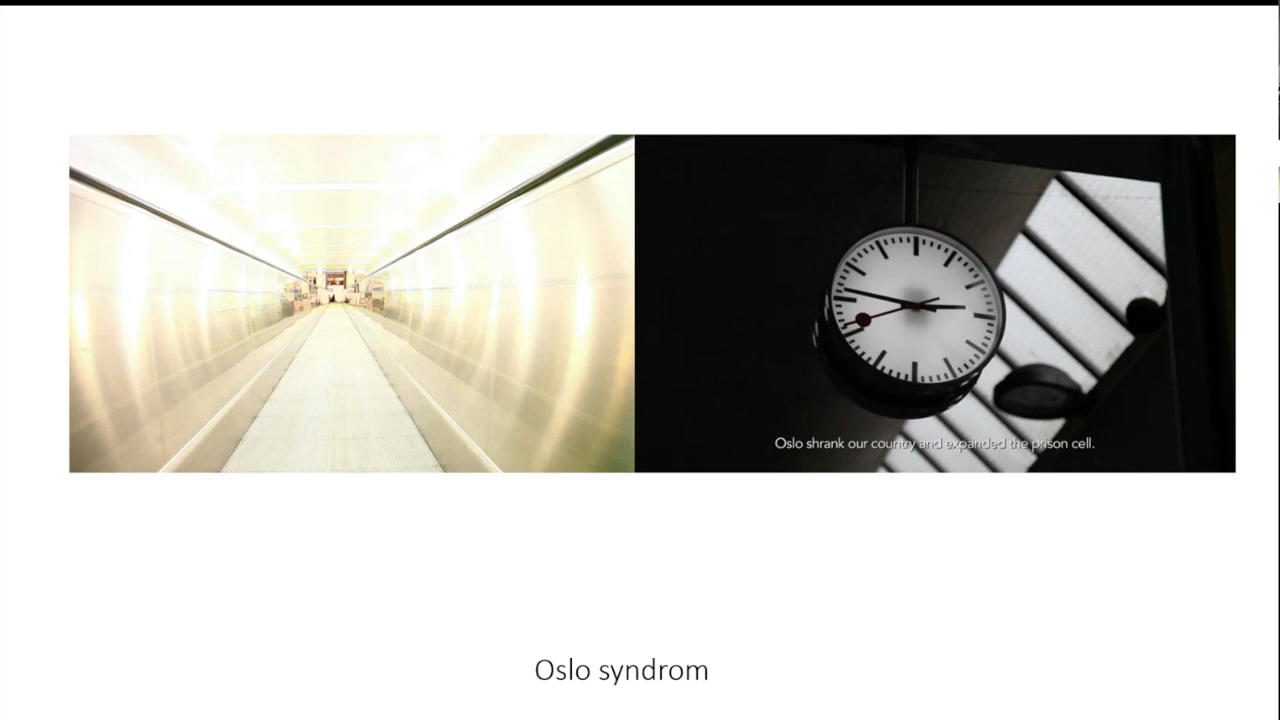 Oslo shrank our country and expanded the prison cell.
Oslo syndrom